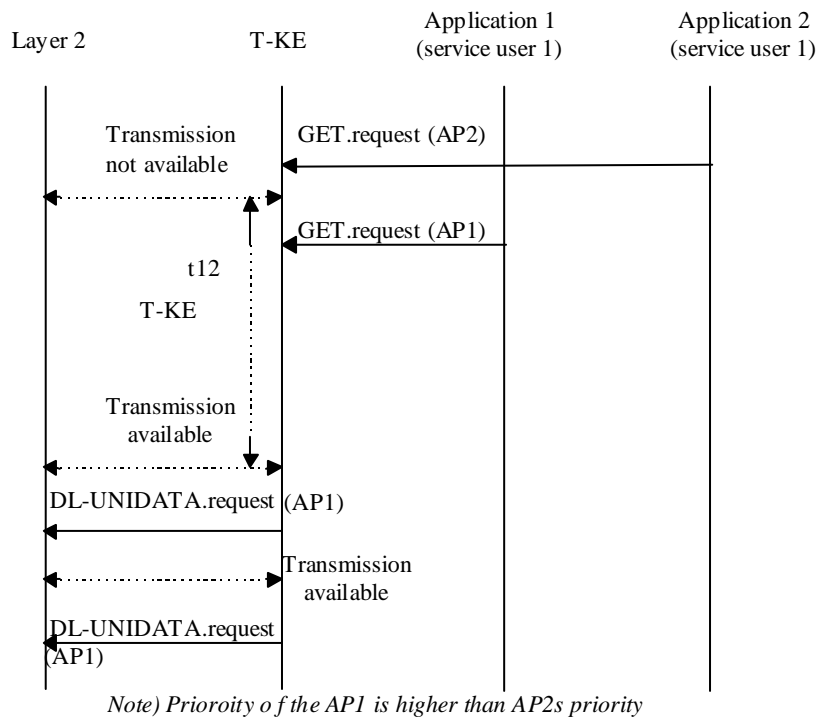 Layer 2
T-KE
Application 1
(service user 1)
Application 2
(service user 1)
Transmission
not available
GET.request (AP2)
GET.request (AP1)
t12
T-KE
Transmission
available
DL-UNIDATA.request (AP1)
Transmission
available
DL-UNIDATA.request
(AP1)
Note) Prioroity of the AP1 is higher than AP2s priority